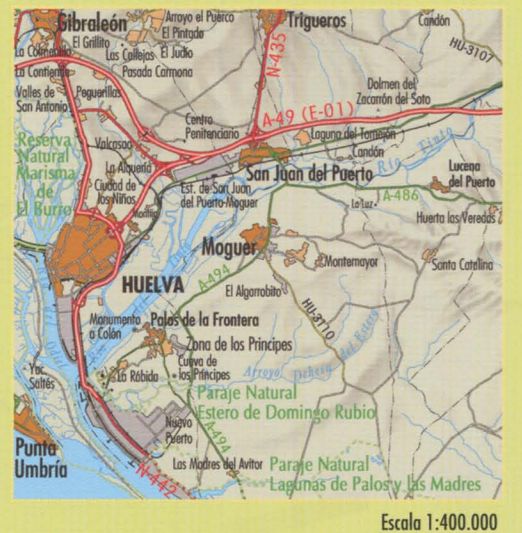 Gibraleón
Arroyo el Puerco
El Pintado
El Grillito
La Calmenilla
Las Callejas
El Judío
La Contienda
Pasada Carmona
Trigueros
Candón
HU-3107
N-435
Valles de
San Antonio
Peguerillas
Dolmen del
Zacarrón del Soto
Centro
Penitenciario
A-49 (E-01)
Reserva
Natural
Marisma
de
El Burro
Valcasao
Laguna del Tomejón
Candón
La Alquería
Río Tinto
San Juan del Puerto
Lucena
del Puerto
Ciudad de
los Niños
Est. de San Juan
del Puerto-Moguer
La Luz
A-486
Huerta las Veredas
Moguer
Montemayor
Santa Catalina
HUELVA
A-494
El Algarrobito
HU-3110
Monumento
a Colón
Palos de la Frontera
Zona de los Príncipes
Cueva de
los Príncipes
Arroyo
del Estero
Odiel
Yac.
Saltés
La Rábida
Paraje Natural
Estero de Domingo Rubio
Nuevo
Puerto
A-494
Punta
Umbría
N-442
Las Madres del Avitor
Paraje Natural
Lagunas de Palos y las Madres
Escala 1:400.000